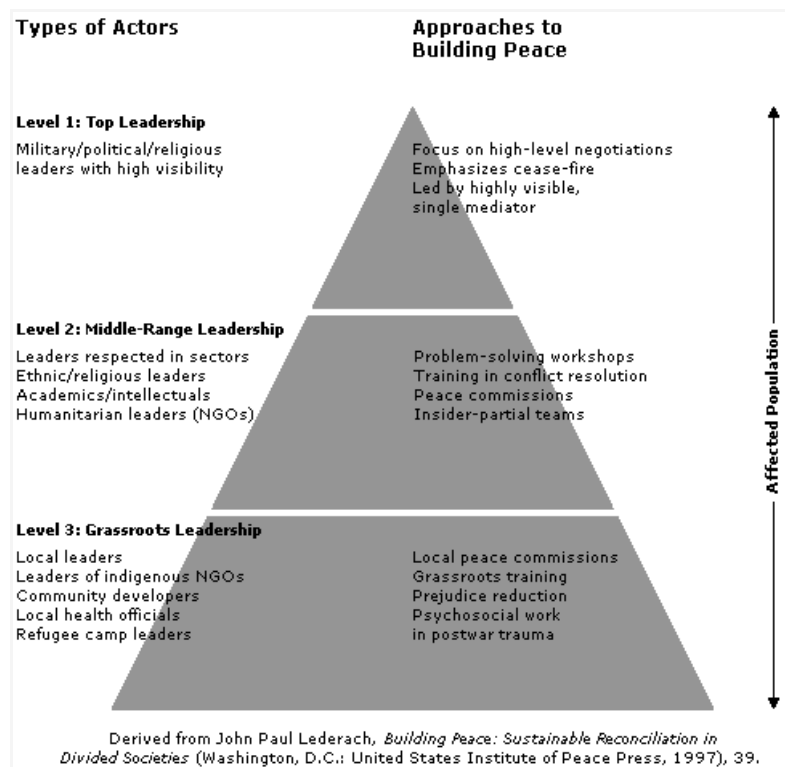 Types of Actors
Approaches to
Building Peace
Level 1: Top Leadership
Military/political/religious
leaders with high visibility
Focus on high-level negotiations
Emphasizes cease-fire
Led by highly visible,
single mediator
Level 2: Middle-Range Leadership
Leaders respected in sectors
Ethnic/religious leaders
Academics/intellectuals
Humanitarian leaders (NGOs)
Problem-solving workshops
Training in conflict resolution
Peace commissions
Insider-partial teams
Level 3: Grassroots Leadership
Local leaders
Leaders of indigenous NGOs
Community developers
Local health officials
Refugee camp leaders
Local peace commissions
Grassroots training
Prejudice reduction
Psychosocial work
in postwar trauma
Affected Population
Derived from John Paul Lederach, Building Peace: Sustainable Reconciliation in
Divided Societies (Washington, D.C.: United States Institute of Peace Press, 1997), 39.